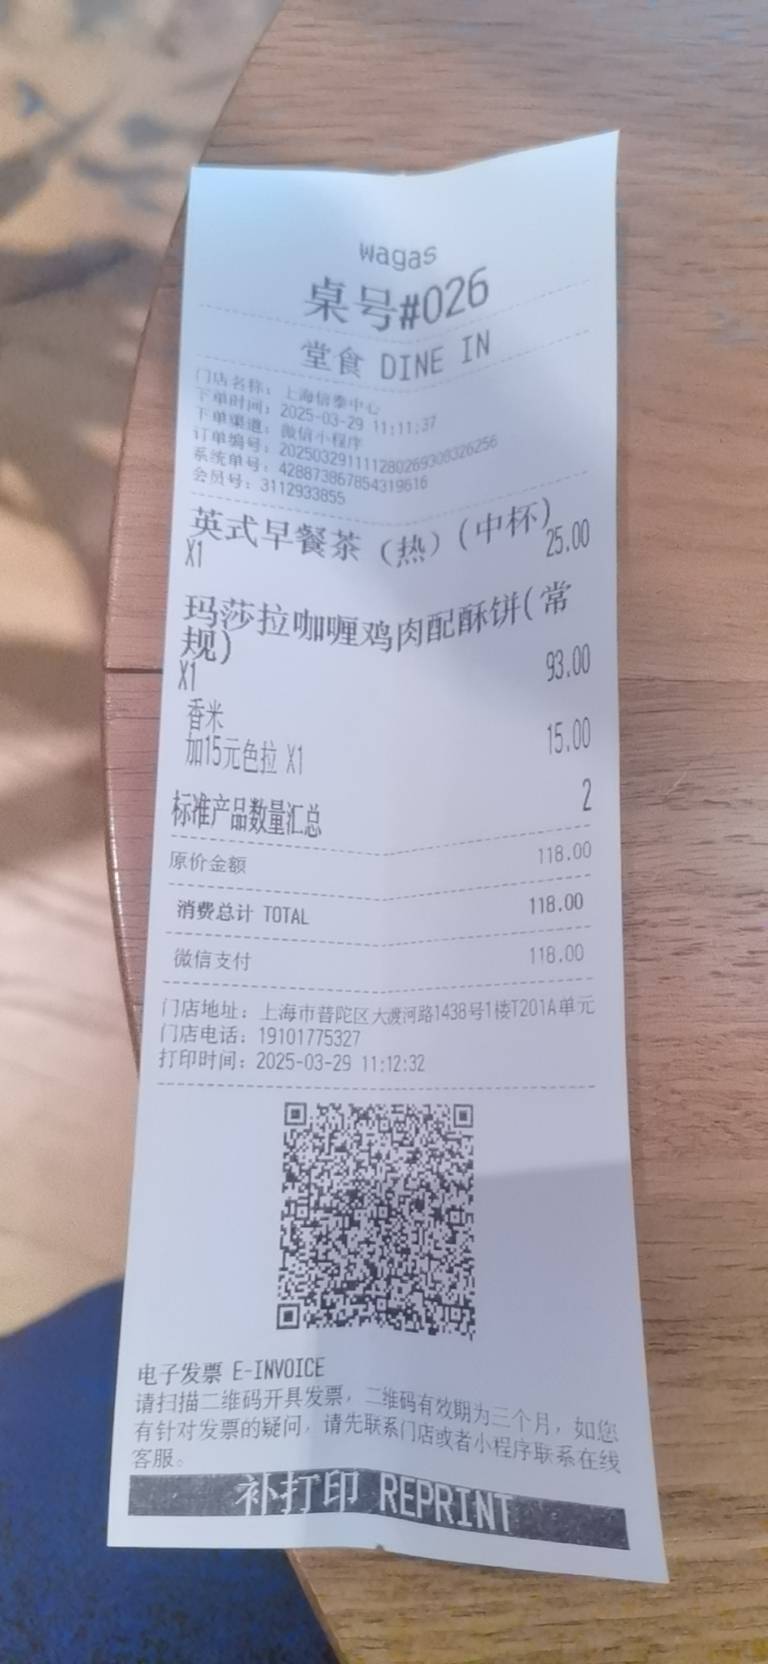 wagas
桌号#026
堂食 DINE IN
门店名称：上海信泰中心
下单时间：2025-03-29 11:11:37
下单渠道：微信小程序
订单编号：2025032911112802693083262​56
系统单号：428873867854319616
会员号：3112933855
英式早餐茶（热）（中杯）
X1 25.00
玛莎拉咖喱鸡肉配酥饼(常
规)
X1 93.00
香米
加15元色拉 X1 15.00
标准产品数量汇总 2
原价金额 118.00
消费总计 TOTAL 118.00
微信支付 118.00
门店地址：上海市普陀区大渡河路1438号1楼T201A单元
门店电话：19101775327
打印时间：2025-03-29 11:12:32
电子发票 E-INVOICE
请扫描二维码开具发票，二维码有效期为三个月，如您
有针对发票的疑问，请先联系门店或者小程序联系在线
客服。
补打印 REPRINT